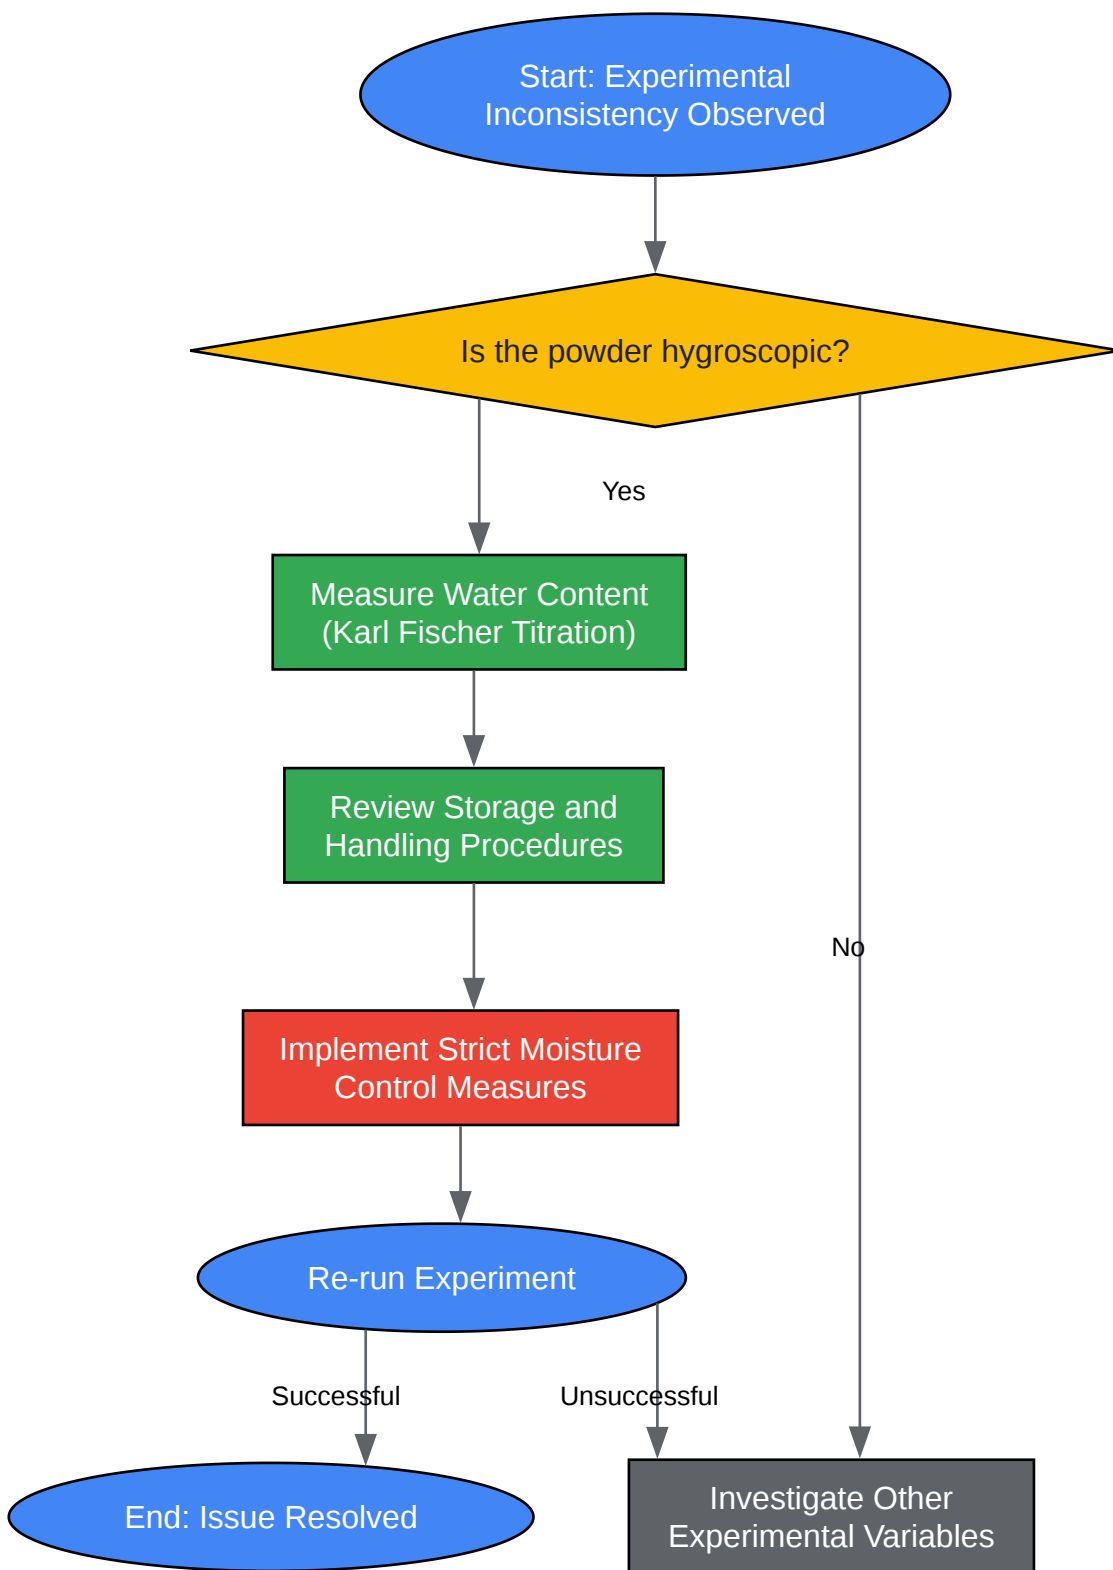 Start: Experimental
Inconsistency Observed
Is the powder hygroscopic?
Yes
Measure Water Content
(Karl Fischer Titration)
Review Storage and
Handling Procedures
No
Implement Strict Moisture
Control Measures
Re-run Experiment
Successful
Unsuccessful
End: Issue Resolved
Investigate Other
Experimental Variables